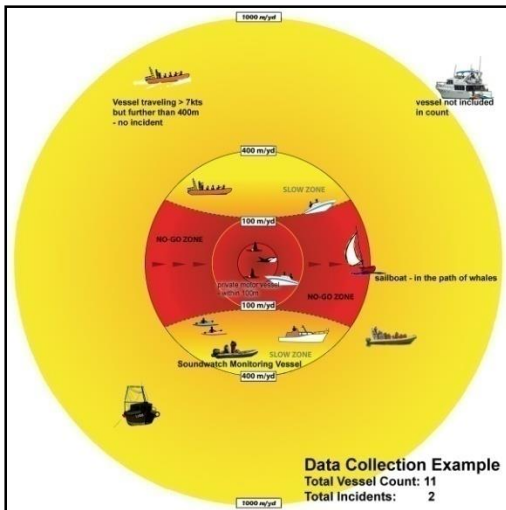 1000 m/yd
Vessel traveling > 7kts
but further than 400m
- no incident
vessel not included
in count
400 m/yd
SLOW ZONE
100 m/yd
NO-GO ZONE
private motor vessel
- within 100m
sailboat - in the path of whales
NO-GO ZONE
100 m/yd
SLOW ZONE
Soundwatch Monitoring Vessel
400 m/yd
Data Collection Example
Total Vessel Count: 11
Total Incidents: 2
1000 m/yd